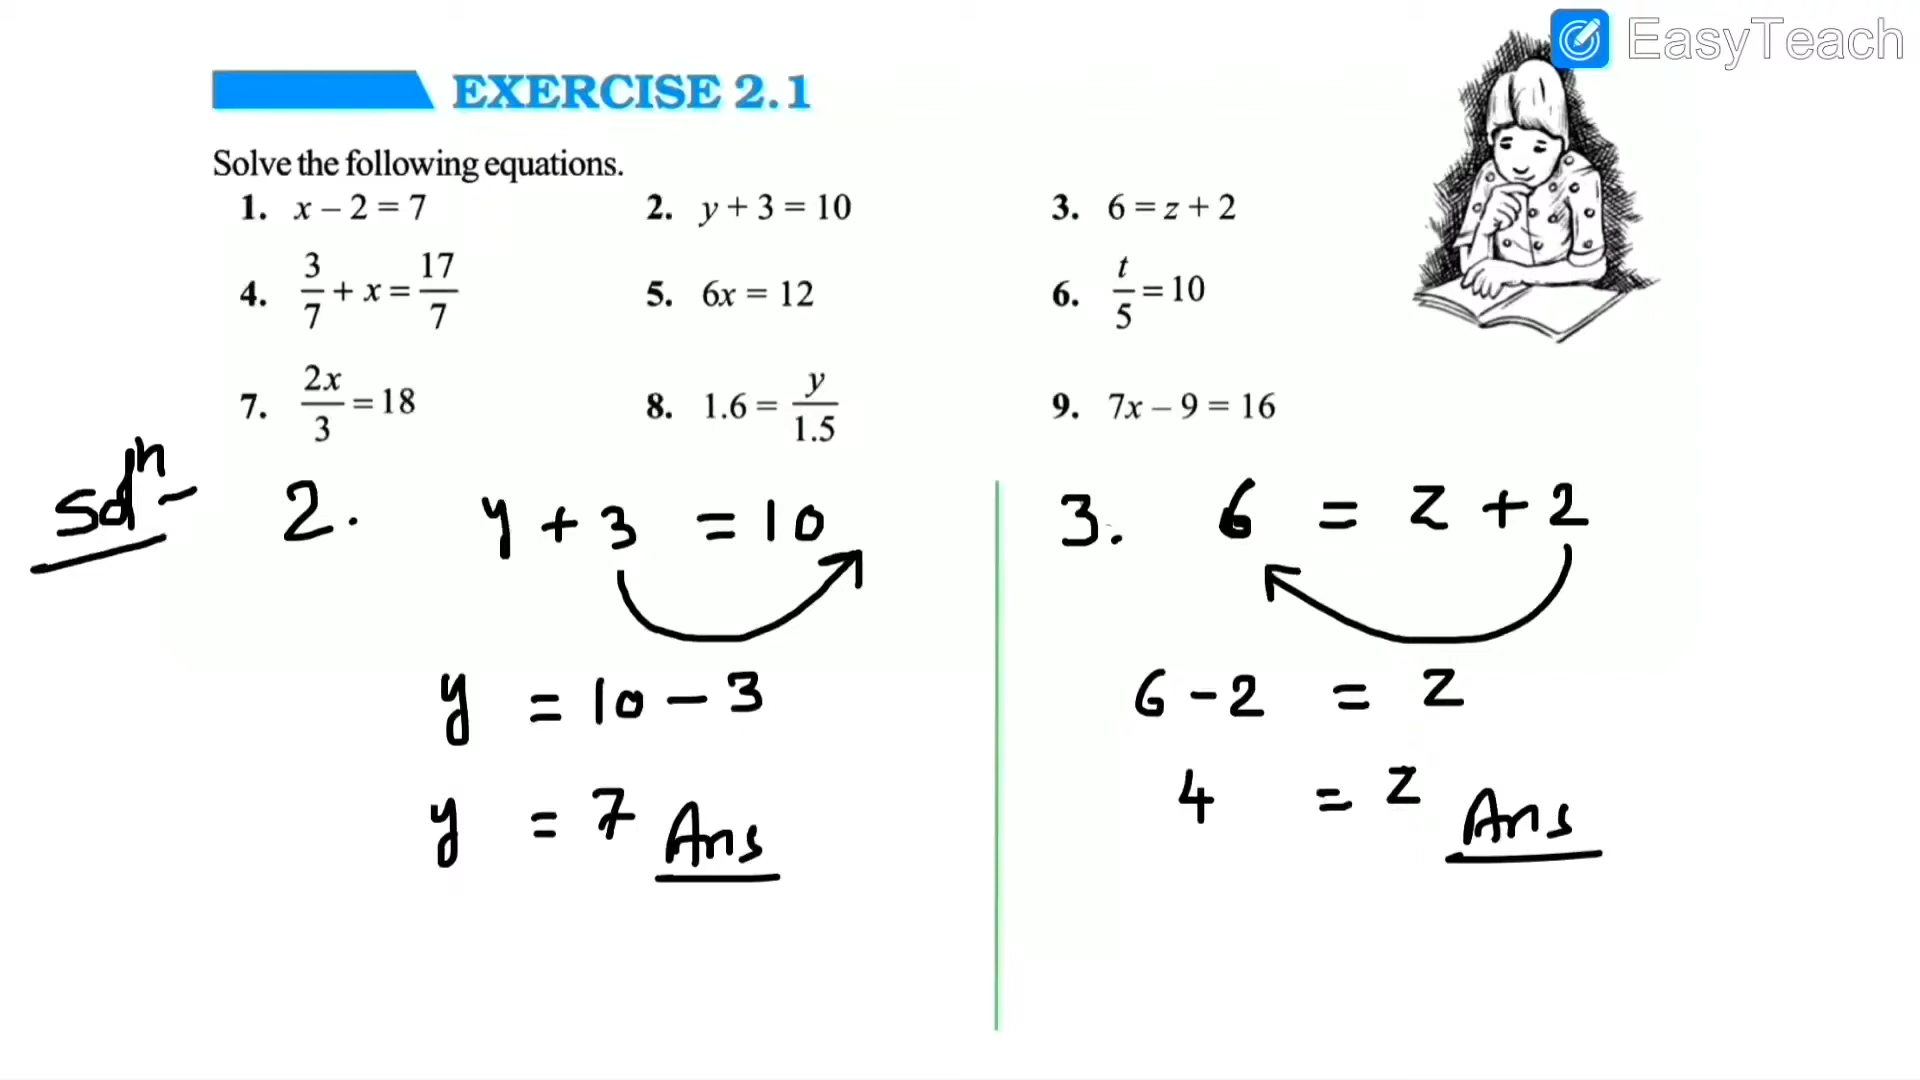 EasyTeach
EXERCISE 2.1
Solve the following equations.
1. x – 2 = 7 2. y + 3 = 10 3. 6 = z + 2
4. 3/7 + x = 17/7 5. 6x = 12 6. t/5 = 10
7. 2x/3 = 18 8. 1.6 = y/1.5 9. 7x – 9 = 16
Solⁿ–
2. y + 3 = 10
y = 10 – 3
y = 7 Ans
3. 6 = z + 2
6 – 2 = z
4 = z Ans